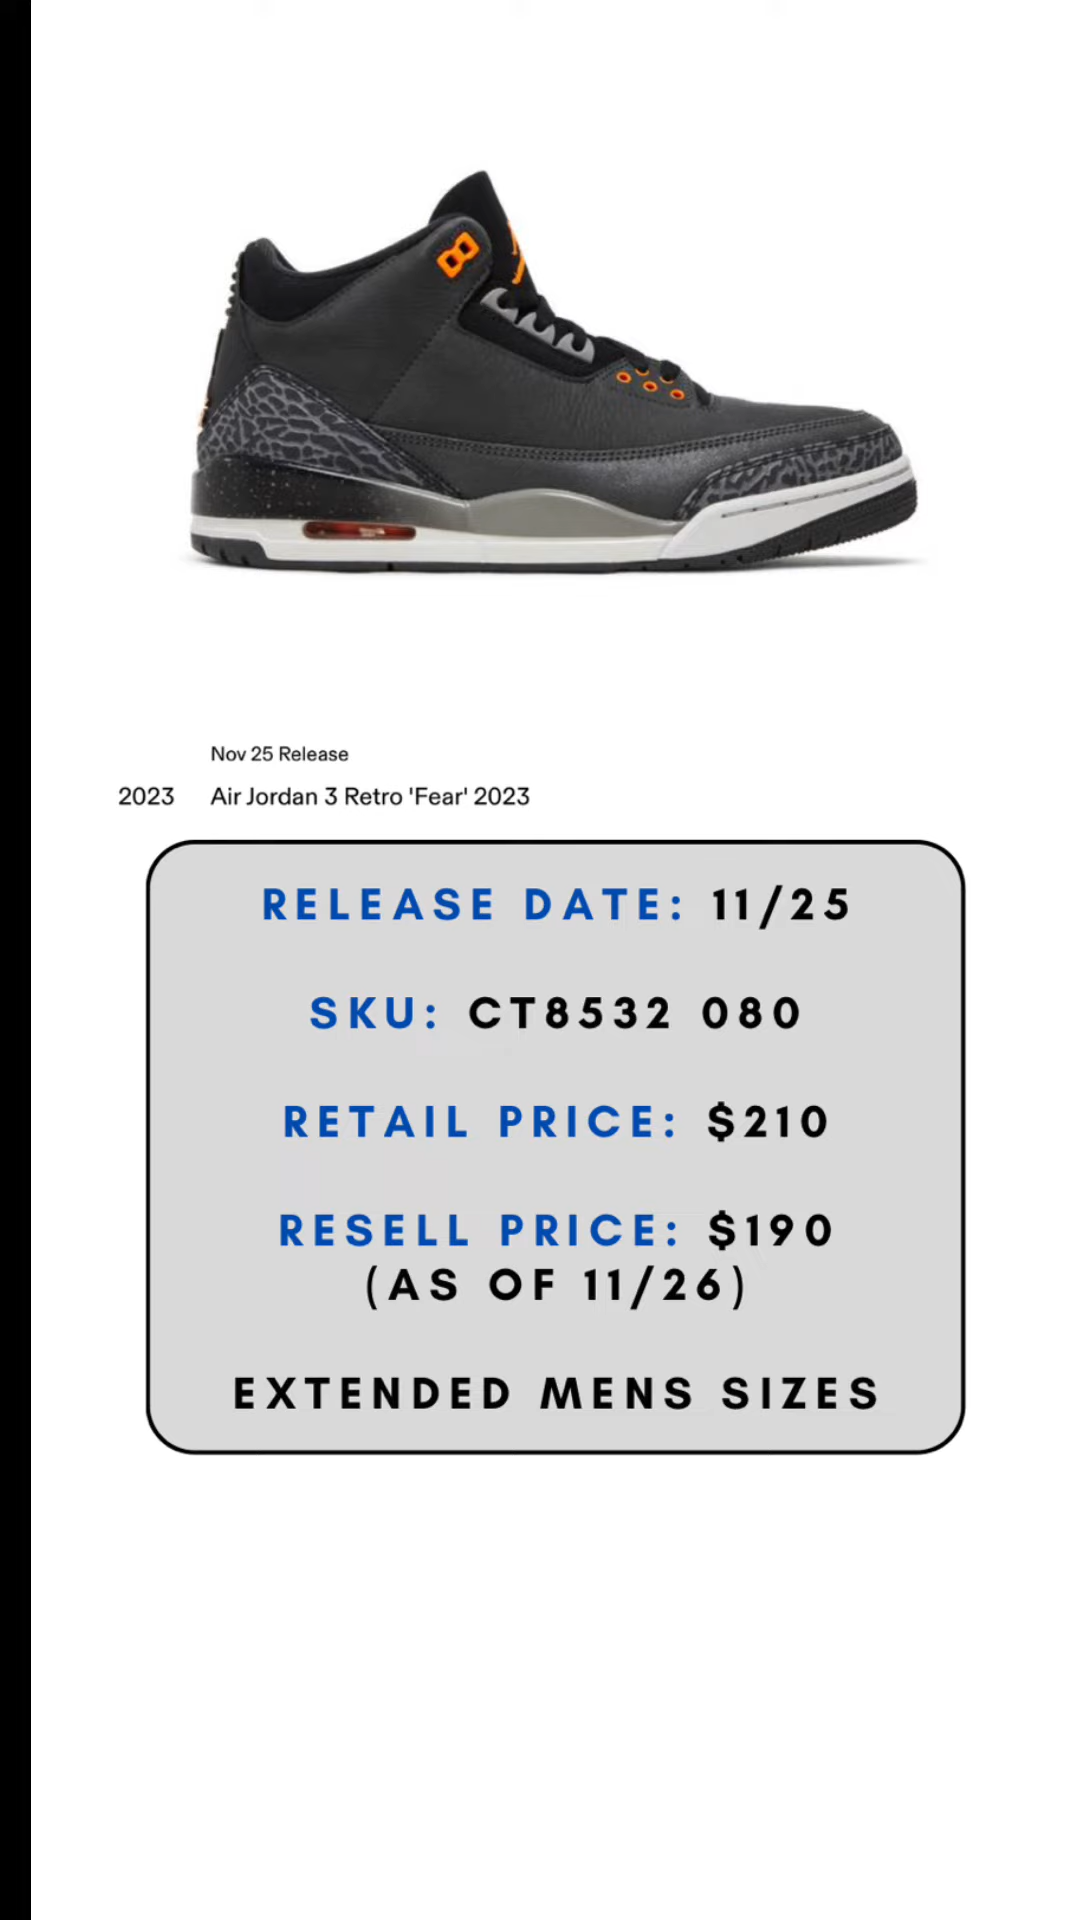 Nov 25 Release
2023 Air Jordan 3 Retro 'Fear' 2023
RELEASE DATE: 11/25
SKU: CT8532 080
RETAIL PRICE: $210
RESELL PRICE: $190
(AS OF 11/26)
EXTENDED MENS SIZES